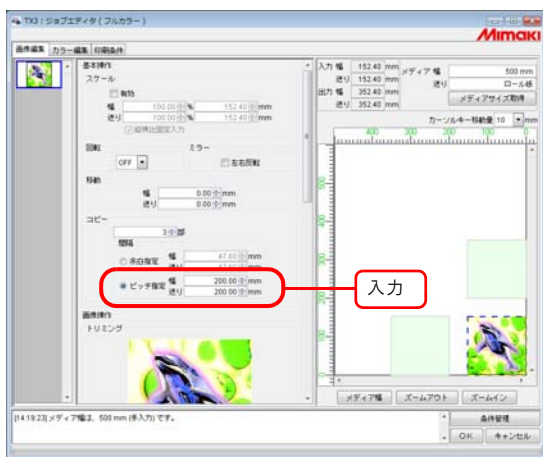 TX3 : ジョブエディタ ( フルカラー )
Mimaki
画像編集 カラー編集 印刷条件
基本操作
スケール
有効
幅 100.00 % 152.40 mm
送り 100.00 % 152.40 mm
縦横比固定入力
回転 ミラー
OFF 左右反転
移動
幅 0.00 mm
送り 0.00 mm
コピー
3 部
間隔
余白指定 幅 47.60 mm
送り 47.60 mm
ピッチ指定 幅 200.00 mm
送り 200.00 mm
画像操作
トリミング
入力 幅 152.40 mm
送り 152.40 mm
出力 幅 352.40 mm
送り 352.40 mm
メディア 幅 500 mm
送り ロール紙
メディアサイズ取得
カーソルキー移動量 10 mm
400 300 200 100 0
入力
メディア幅 ズームアウト ズームイン
[14:19:23] メディア幅は、500 mm (手入力) です。
条件管理
OK キャンセル